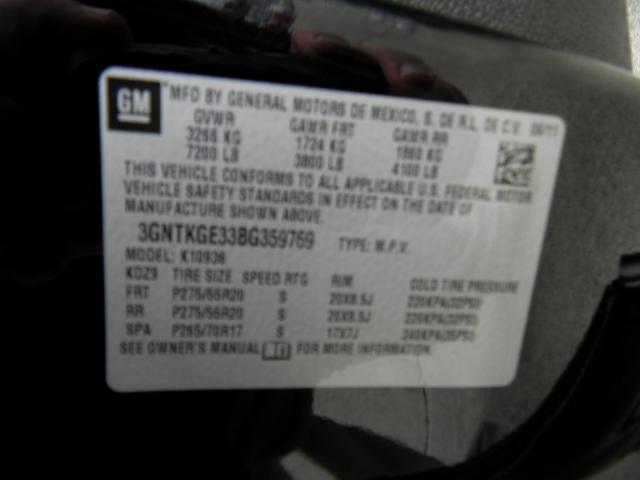 GM MFD BY GENERAL MOTORS DE MEXICO, S. DE R.L. DE C.V. 06/11
GVWR GAWR FRT GAWR RR
3266 KG 1724 KG 1860 KG
7200 LB 3800 LB 4100 LB
THIS VEHICLE CONFORMS TO ALL APPLICABLE U.S. FEDERAL MOTOR
VEHICLE SAFETY STANDARDS IN EFFECT ON THE DATE OF
MANUFACTURE SHOWN ABOVE.
3GNTKGE33BG359769 TYPE: M.P.V.
MODEL: K10936
KDZ9 TIRE SIZE SPEED RTG RIM COLD TIRE PRESSURE
FRT P275/55R20 S 20X8.5J 220KPA(32PSI)
RR P275/55R20 S 20X8.5J 220KPA(32PSI)
SPA P265/70R17 S 17X7J 240KPA(35PSI)
SEE OWNER'S MANUAL FOR MORE INFORMATION.